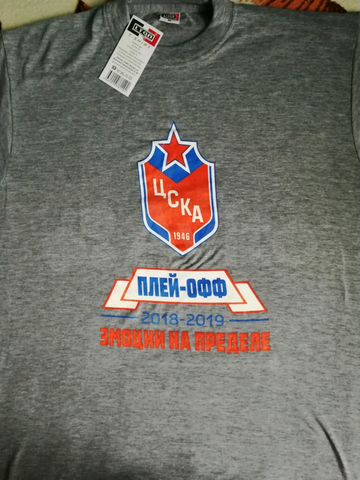 ЦСКА
1946
ПЛЕЙ-ОФФ
2018-2019
ЭМОЦИИ НА ПРЕДЕЛЕ